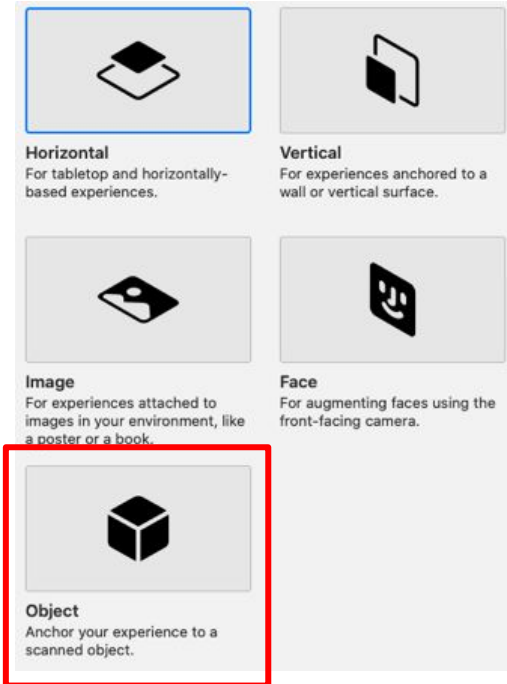 Horizontal
For tabletop and horizontally-
based experiences.
Vertical
For experiences anchored to a
wall or vertical surface.
Image
For experiences attached to
images in your environment, like
a poster or a book.
Face
For augmenting faces using the
front-facing camera.
Object
Anchor your experience to a
scanned object.